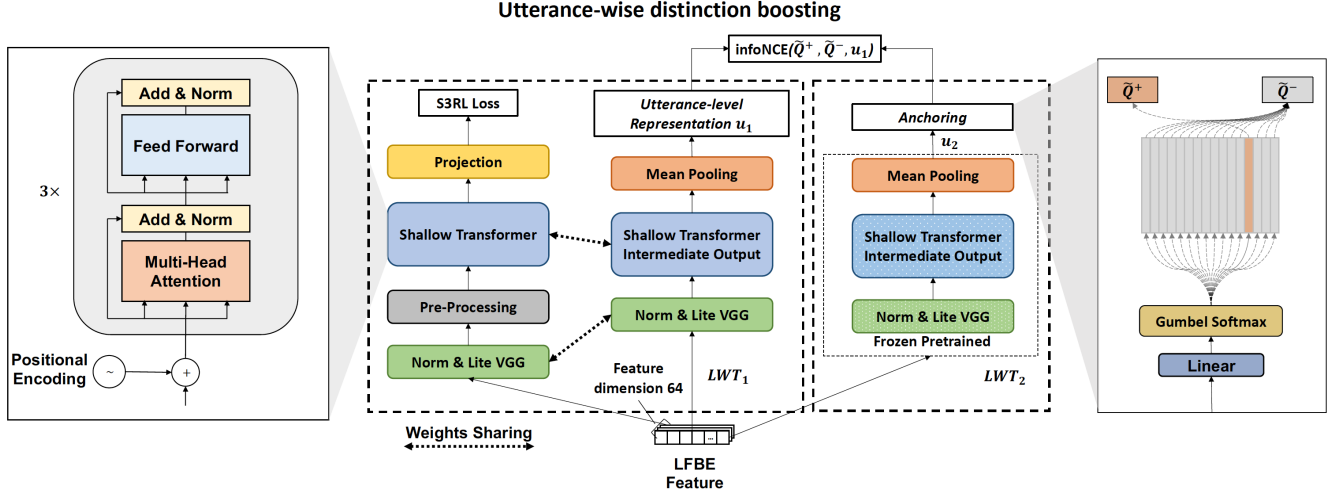 Utterance-wise distinction boosting
Add & Norm
Feed Forward
3×
Add & Norm
Multi-Head
Attention
Positional
Encoding
~
+
S3RL Loss
Projection
Shallow Transformer
Pre-Processing
Norm & Lite VGG
Weights Sharing
infoNCE(Q̃⁺, Q̃⁻, u₁)
Utterance-level
Representation u₁
Mean Pooling
Shallow Transformer
Intermediate Output
Norm & Lite VGG
Feature
dimension 64
LWT₁
...
LFBE
Feature
Anchoring
u₂
Mean Pooling
Shallow Transformer
Intermediate Output
Norm & Lite VGG
Frozen Pretrained
LWT₂
Q̃⁺
Q̃⁻
Gumbel Softmax
Linear